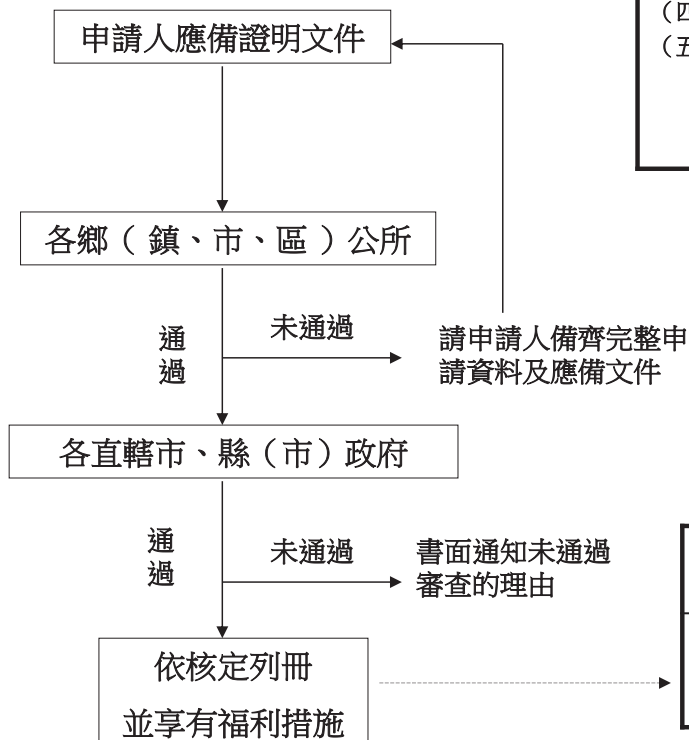 申請人應備證明文件
（四
（五
各鄉（ 鎮、市、區 ）公所
通過
未通過
請申請人備齊完整申
請資料及應備文件
各直轄市、縣（市）政府
通過
未通過
書面通知未通過
審查的理由
依核定列冊
並享有福利措施